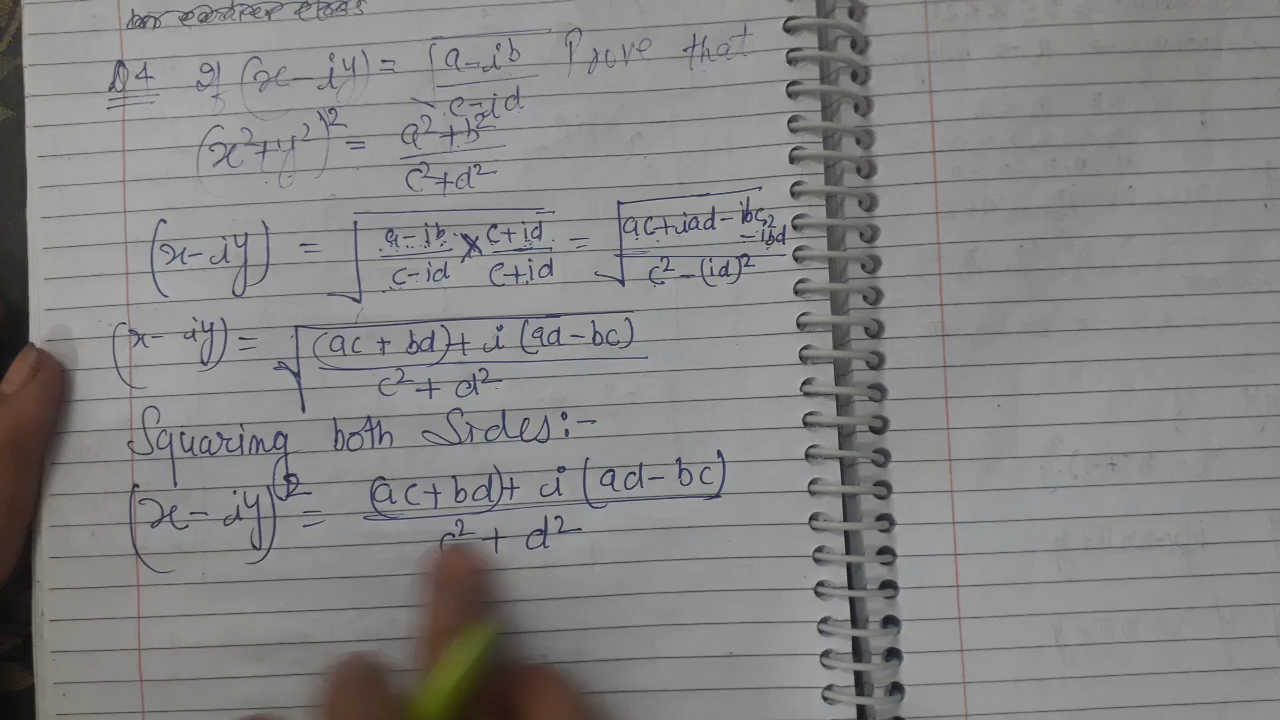 Q4 If (x - iy) = √(a-ib / c-id) Prove that
(x² + y²)² = a² + b² / c² + d²
(x - iy) = √(a-ib / c-id × c+id / c+id) = √(ac + iad - ibc - i²bd / c² - (id)²)
(x - iy) = √((ac + bd) + i (ad - bc) / c² + d²)
Squaring both Sides:-
(x - iy)² = (ac + bd) + i (ad - bc) / c² + d²